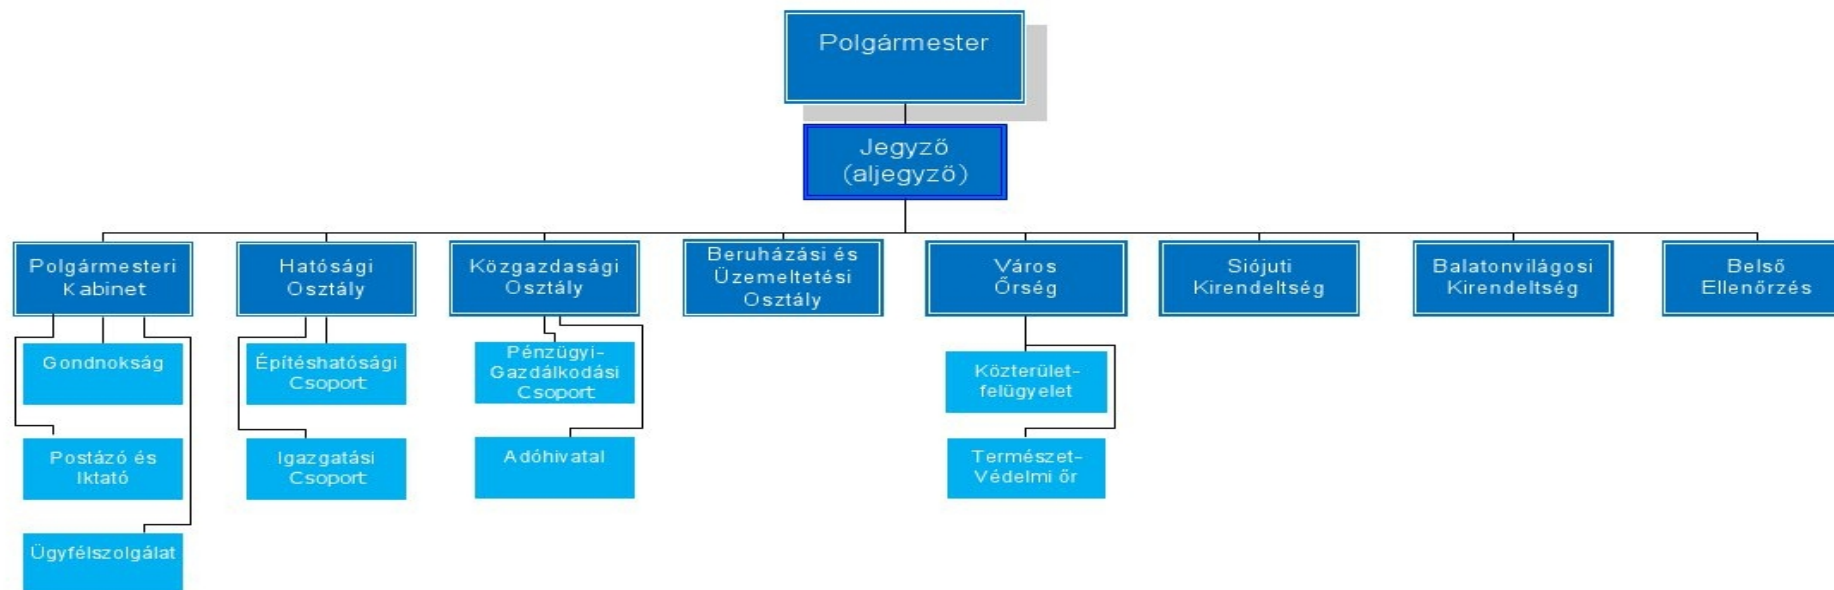 Polgármester
Jegyző
(aljegyző)
Polgármesteri
Kabinet
Hatósági
Osztály
Közgazdasági
Osztály
Beruházási és
Üzemeltetési
Osztály
Város
Őrség
Siójuti
Kirendeltség
Balatonvilágosi
Kirendeltség
Belső
Ellenőrzés
Gondnokság
Építéshatósági
Csoport
Pénzügyi-
Gazdálkodási
Csoport
Közterület-
felügyelet
Postázó és
Iktató
Igazgatási
Csoport
Adóhivatal
Természet-
Védelmi őr
Ügyfélszolgálat